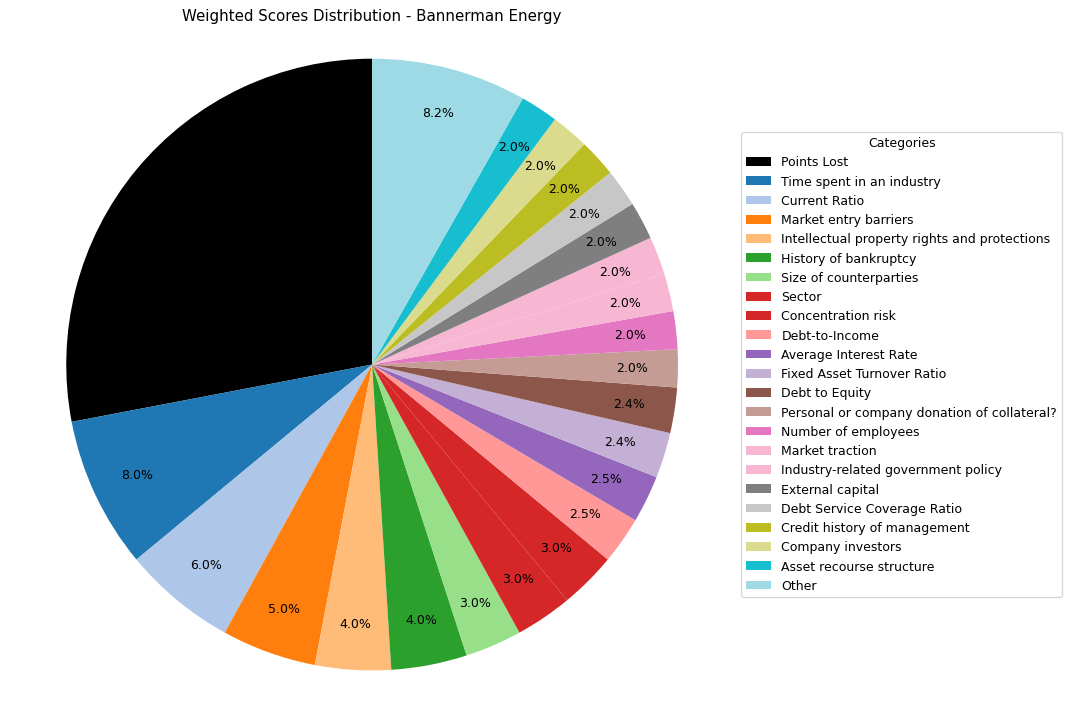 Weighted Scores Distribution - Bannerman Energy
8.2%
2.0%
2.0%
2.0%
2.0%
2.0%
2.0%
2.0%
2.0%
2.0%
2.4%
2.4%
2.5%
2.5%
3.0%
3.0%
3.0%
4.0%
4.0%
5.0%
6.0%
8.0%
Categories
Points Lost
Time spent in an industry
Current Ratio
Market entry barriers
Intellectual property rights and protections
History of bankruptcy
Size of counterparties
Sector
Concentration risk
Debt-to-Income
Average Interest Rate
Fixed Asset Turnover Ratio
Debt to Equity
Personal or company donation of collateral?
Number of employees
Market traction
Industry-related government policy
External capital
Debt Service Coverage Ratio
Credit history of management
Company investors
Asset recourse structure
Other